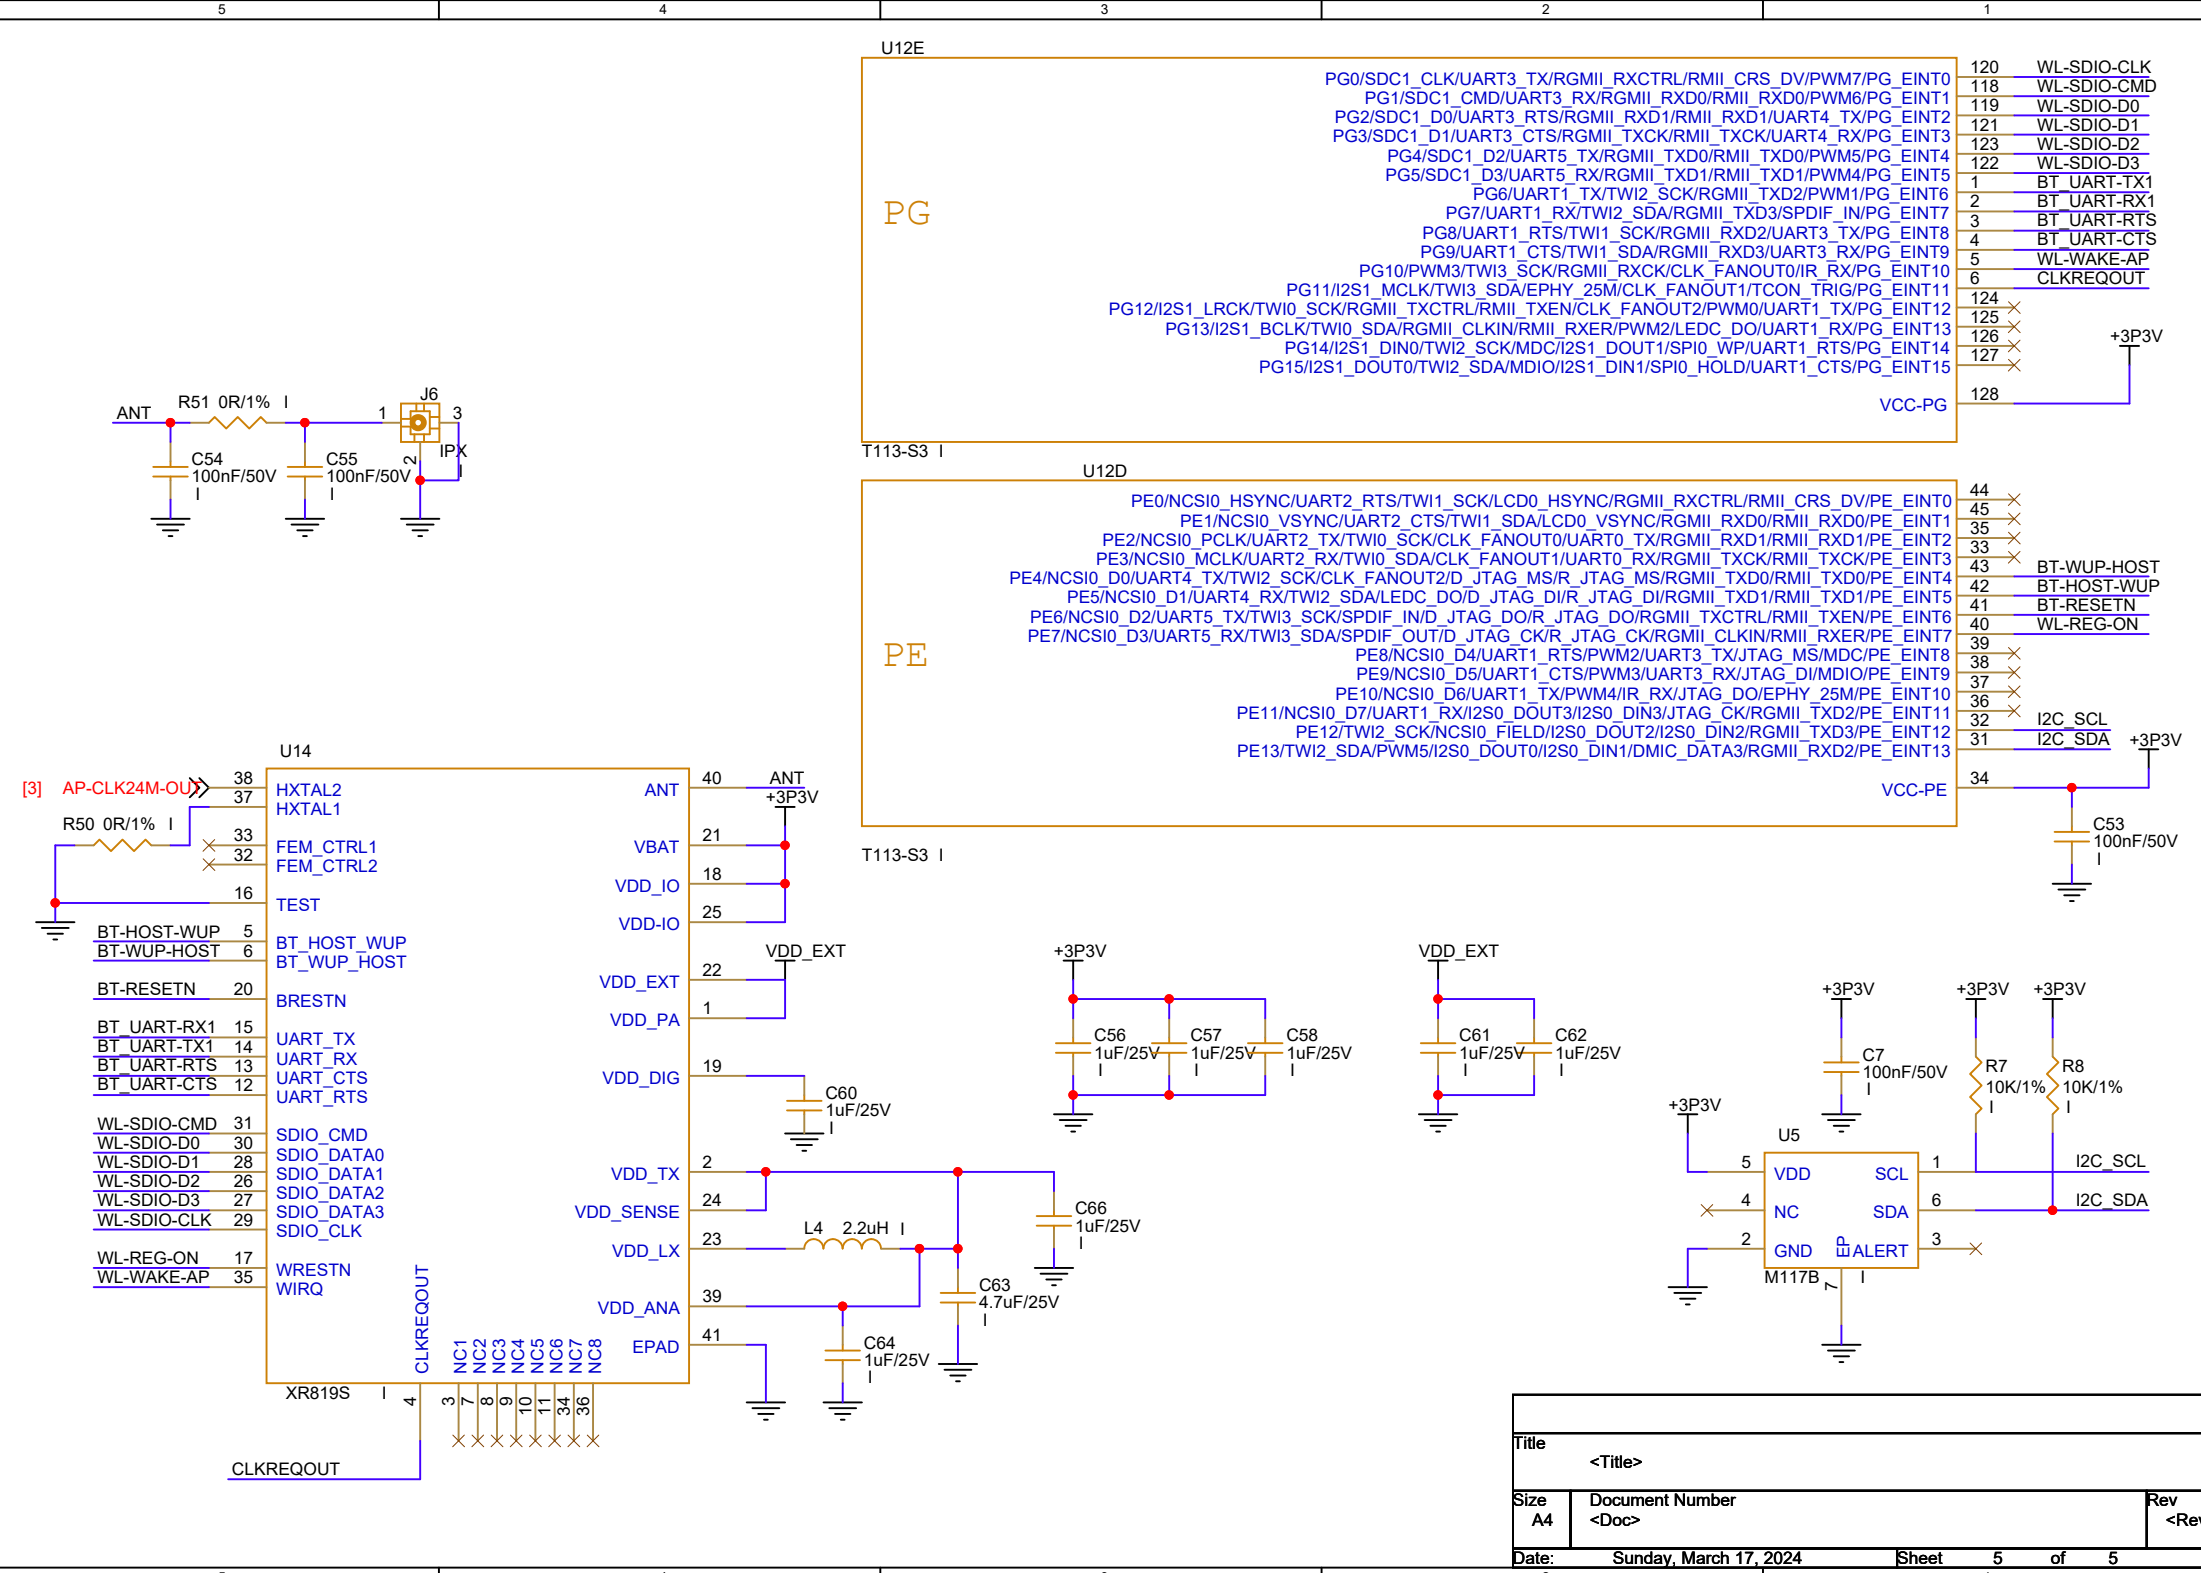 5 4 3 2 1
U12E
PG
PG0/SDC1_CLK/UART3_TX/RGMII_RXCTRL/RMII_CRS_DV/PWM7/PG_EINT0 120 WL-SDIO-CLK
PG1/SDC1_CMD/UART3_RX/RGMII_RXD0/RMII_RXD0/PWM6/PG_EINT1 118 WL-SDIO-CMD
PG2/SDC1_D0/UART3_RTS/RGMII_RXD1/RMII_RXD1/UART4_TX/PG_EINT2 119 WL-SDIO-D0
PG3/SDC1_D1/UART3_CTS/RGMII_TXCK/RMII_TXCK/UART4_RX/PG_EINT3 121 WL-SDIO-D1
PG4/SDC1_D2/UART5_TX/RGMII_TXD0/RMII_TXD0/PWM5/PG_EINT4 123 WL-SDIO-D2
PG5/SDC1_D3/UART5_RX/RGMII_TXD1/RMII_TXD1/PWM4/PG_EINT5 122 WL-SDIO-D3
PG6/UART1_TX/TWI2_SCK/RGMII_TXD2/PWM1/PG_EINT6 1 BT_UART-TX1
PG7/UART1_RX/TWI2_SDA/RGMII_TXD3/SPDIF_IN/PG_EINT7 2 BT_UART-RX1
PG8/UART1_RTS/TWI1_SCK/RGMII_RXD2/UART3_TX/PG_EINT8 3 BT_UART-RTS
PG9/UART1_CTS/TWI1_SDA/RGMII_RXD3/UART3_RX/PG_EINT9 4 BT_UART-CTS
PG10/PWM3/TWI3_SCK/RGMII_RXCK/CLK_FANOUT0/IR_RX/PG_EINT10 5 WL-WAKE-AP
PG11/I2S1_MCLK/TWI3_SDA/EPHY_25M/CLK_FANOUT1/TCON_TRIG/PG_EINT11 6 CLKREQOUT
PG12/I2S1_LRCK/TWI0_SCK/RGMII_TXCTRL/RMII_TXEN/CLK_FANOUT2/PWM0/UART1_TX/PG_EINT12 124
PG13/I2S1_BCLK/TWI0_SDA/RGMII_CLKIN/RMII_RXER/PWM2/LEDC_DO/UART1_RX/PG_EINT13 125
PG14/I2S1_DIN0/TWI2_SCK/MDC/I2S1_DOUT1/SPI0_WP/UART1_RTS/PG_EINT14 126
PG15/I2S1_DOUT0/TWI2_SDA/MDIO/I2S1_DIN1/SPI0_HOLD/UART1_CTS/PG_EINT15 127
+3P3V
VCC-PG 128
T113-S3 I
ANT R51 0R/1% I 1 J6 3
2 IPX
I
C54
100nF/50V
I
C55
100nF/50V
I
U12D
PE
PE0/NCSI0_HSYNC/UART2_RTS/TWI1_SCK/LCD0_HSYNC/RGMII_RXCTRL/RMII_CRS_DV/PE_EINT0 44
PE1/NCSI0_VSYNC/UART2_CTS/TWI1_SDA/LCD0_VSYNC/RGMII_RXD0/RMII_RXD0/PE_EINT1 45
PE2/NCSI0_PCLK/UART2_TX/TWI0_SCK/CLK_FANOUT0/UART0_TX/RGMII_RXD1/RMII_RXD1/PE_EINT2 35
PE3/NCSI0_MCLK/UART2_RX/TWI0_SDA/CLK_FANOUT1/UART0_RX/RGMII_TXCK/RMII_TXCK/PE_EINT3 33
PE4/NCSI0_D0/UART4_TX/TWI2_SCK/CLK_FANOUT2/D_JTAG_MS/R_JTAG_MS/RGMII_TXD0/RMII_TXD0/PE_EINT4 43 BT-WUP-HOST
PE5/NCSI0_D1/UART4_RX/TWI2_SDA/LEDC_DO/D_JTAG_DI/R_JTAG_DI/RGMII_TXD1/RMII_TXD1/PE_EINT5 42 BT-HOST-WUP
PE6/NCSI0_D2/UART5_TX/TWI3_SCK/SPDIF_IN/D_JTAG_DO/R_JTAG_DO/RGMII_TXCTRL/RMII_TXEN/PE_EINT6 41 BT-RESETN
PE7/NCSI0_D3/UART5_RX/TWI3_SDA/SPDIF_OUT/D_JTAG_CK/R_JTAG_CK/RGMII_CLKIN/RMII_RXER/PE_EINT7 40 WL-REG-ON
PE8/NCSI0_D4/UART1_RTS/PWM2/UART3_TX/JTAG_MS/MDC/PE_EINT8 39
PE9/NCSI0_D5/UART1_CTS/PWM3/UART3_RX/JTAG_DI/MDIO/PE_EINT9 38
PE10/NCSI0_D6/UART1_TX/PWM4/IR_RX/JTAG_DO/EPHY_25M/PE_EINT10 37
PE11/NCSI0_D7/UART1_RX/I2S0_DOUT3/I2S0_DIN3/JTAG_CK/RGMII_TXD2/PE_EINT11 36
PE12/TWI2_SCK/NCSI0_FIELD/I2S0_DOUT2/I2S0_DIN2/RGMII_TXD3/PE_EINT12 32 I2C_SCL
PE13/TWI2_SDA/PWM5/I2S0_DOUT0/I2S0_DIN1/DMIC_DATA3/RGMII_RXD2/PE_EINT13 31 I2C_SDA
+3P3V
VCC-PE 34
C53
100nF/50V
I
T113-S3 I
U14
[3] AP-CLK24M-OUT 38 HXTAL2
37 HXTAL1
R50 0R/1% I
33 FEM_CTRL1
32 FEM_CTRL2
16 TEST
BT-HOST-WUP 5 BT_HOST_WUP
BT-WUP-HOST 6 BT_WUP_HOST
BT-RESETN 20 BRESTN
BT_UART-RX1 15 UART_TX
BT_UART-TX1 14 UART_RX
BT_UART-RTS 13 UART_CTS
BT_UART-CTS 12 UART_RTS
WL-SDIO-CMD 31 SDIO_CMD
WL-SDIO-D0 30 SDIO_DATA0
WL-SDIO-D1 28 SDIO_DATA1
WL-SDIO-D2 26 SDIO_DATA2
WL-SDIO-D3 27 SDIO_DATA3
WL-SDIO-CLK 29 SDIO_CLK
WL-REG-ON 17 WRESTN
WL-WAKE-AP 35 WIRQ
ANT 40 ANT
+3P3V
VBAT 21
VDD_IO 18
VDD-IO 25
VDD_EXT
VDD_EXT 22
VDD_PA 1
VDD_DIG 19
C60
1uF/25V
I
VDD_TX 2
VDD_SENSE 24
VDD_LX 23 L4 2.2uH I
VDD_ANA 39
EPAD 41
C66
1uF/25V
I
C63
4.7uF/25V
I
C64
1uF/25V
I
CLKREQOUT NC1 NC2 NC3 NC4 NC5 NC6 NC7 NC8
XR819S I
4 3 7 8 9 10 11 34 36
CLKREQOUT
+3P3V
C56
1uF/25V
I
C57
1uF/25V
I
C58
1uF/25V
I
VDD_EXT
C61
1uF/25V
I
C62
1uF/25V
I
+3P3V +3P3V +3P3V
C7
100nF/50V
I
R7
10K/1%
I
R8
10K/1%
I
+3P3V
U5
5 VDD SCL 1 I2C_SCL
4 NC SDA 6 I2C_SDA
2 GND EP ALERT 3
M117B 7 I
Title
<Title>
Size
A4
Document Number
<Doc>
Rev
Date: Sunday, March 17, 2024 Sheet 5 of 5